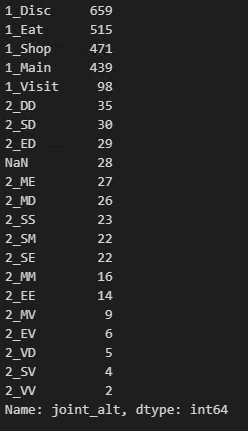 1_Disc 659
1_Eat 515
1_Shop 471
1_Main 439
1_Visit 98
2_DD 35
2_SD 30
2_ED 29
NaN 28
2_ME 27
2_MD 26
2_SS 23
2_SM 22
2_SE 22
2_MM 16
2_EE 14
2_MV 9
2_EV 6
2_VD 5
2_SV 4
2_VV 2
Name: joint_alt, dtype: int64